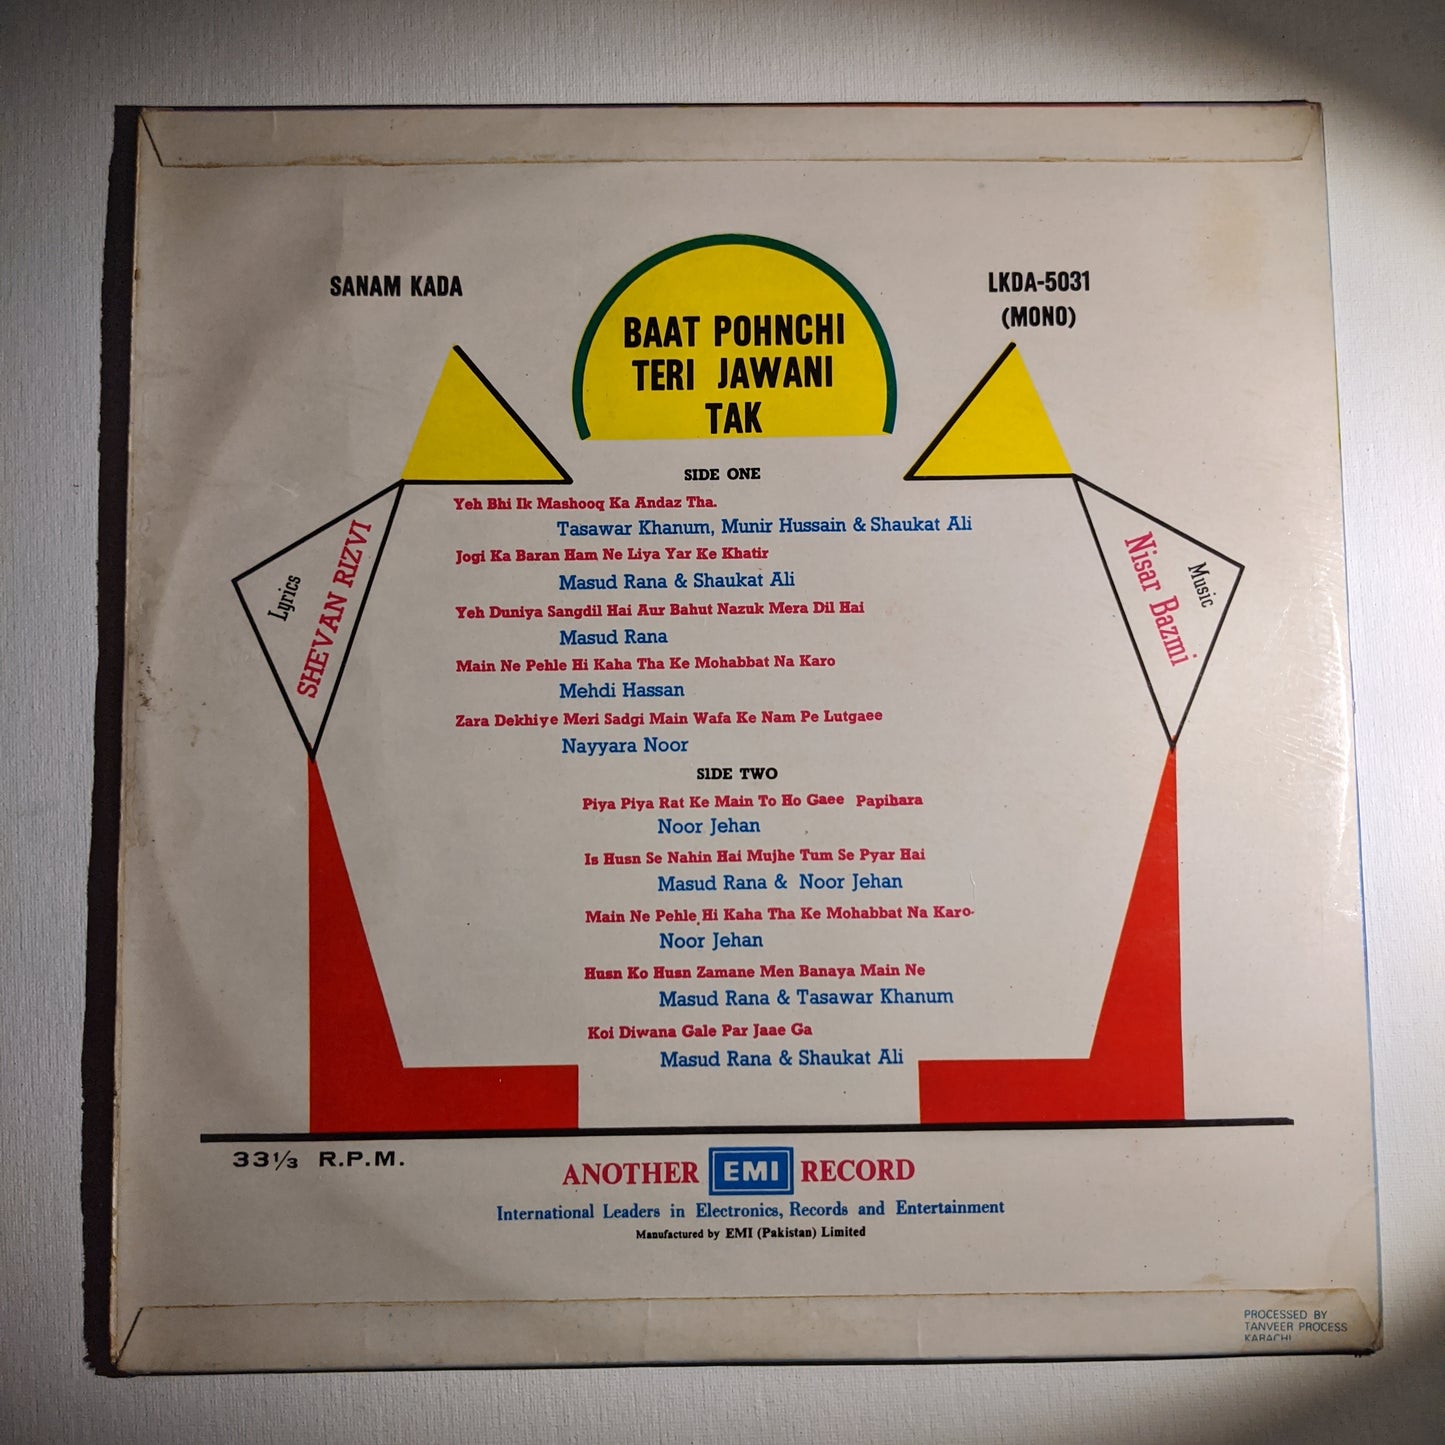 SANAM KADA
LKDA-5031
(MONO)
BAAT POHNCHI
TERI JAWANI
TAK
SIDE ONE
Yeh Bhi Ik Mashooq Ka Andaz Tha.
Tasawar Khanum, Munir Hussain & Shaukat Ali
Jogi Ka Baran Ham Ne Liya Yar Ke Khatir
Masud Rana & Shaukat Ali
Yeh Duniya Sangdil Hai Aur Bahut Nazuk Mera Dil Hai
Masud Rana
Main Ne Pehle Hi Kaha Tha Ke Mohabbat Na Karo
Mehdi Hassan
Zara Dekhiye Meri Sadgi Main Wafa Ke Nam Pe Lutgaee
Nayyara Noor
Lyrics
SHEVAN RIZVI
Music
Nisar Bazmi
SIDE TWO
Piya Piya Rat Ke Main To Ho Gaee Papihara
Noor Jehan
Is Husn Se Nahin Hai Mujhe Tum Se Pyar Hai
Masud Rana & Noor Jehan
Main Ne Pehle Hi Kaha Tha Ke Mohabbat Na Karo-
Noor Jehan
Husn Ko Husn Zamane Men Banaya Main Ne
Masud Rana & Tasawar Khanum
Koi Diwana Gale Par Jaae Ga
Masud Rana & Shaukat Ali
33⅓ R.P.M.
ANOTHER EMI RECORD
International Leaders in Electronics, Records and Entertainment
Manufactured by EMI (Pakistan) Limited
PROCESSED BY
TANVEER PROCESS
KARACHI